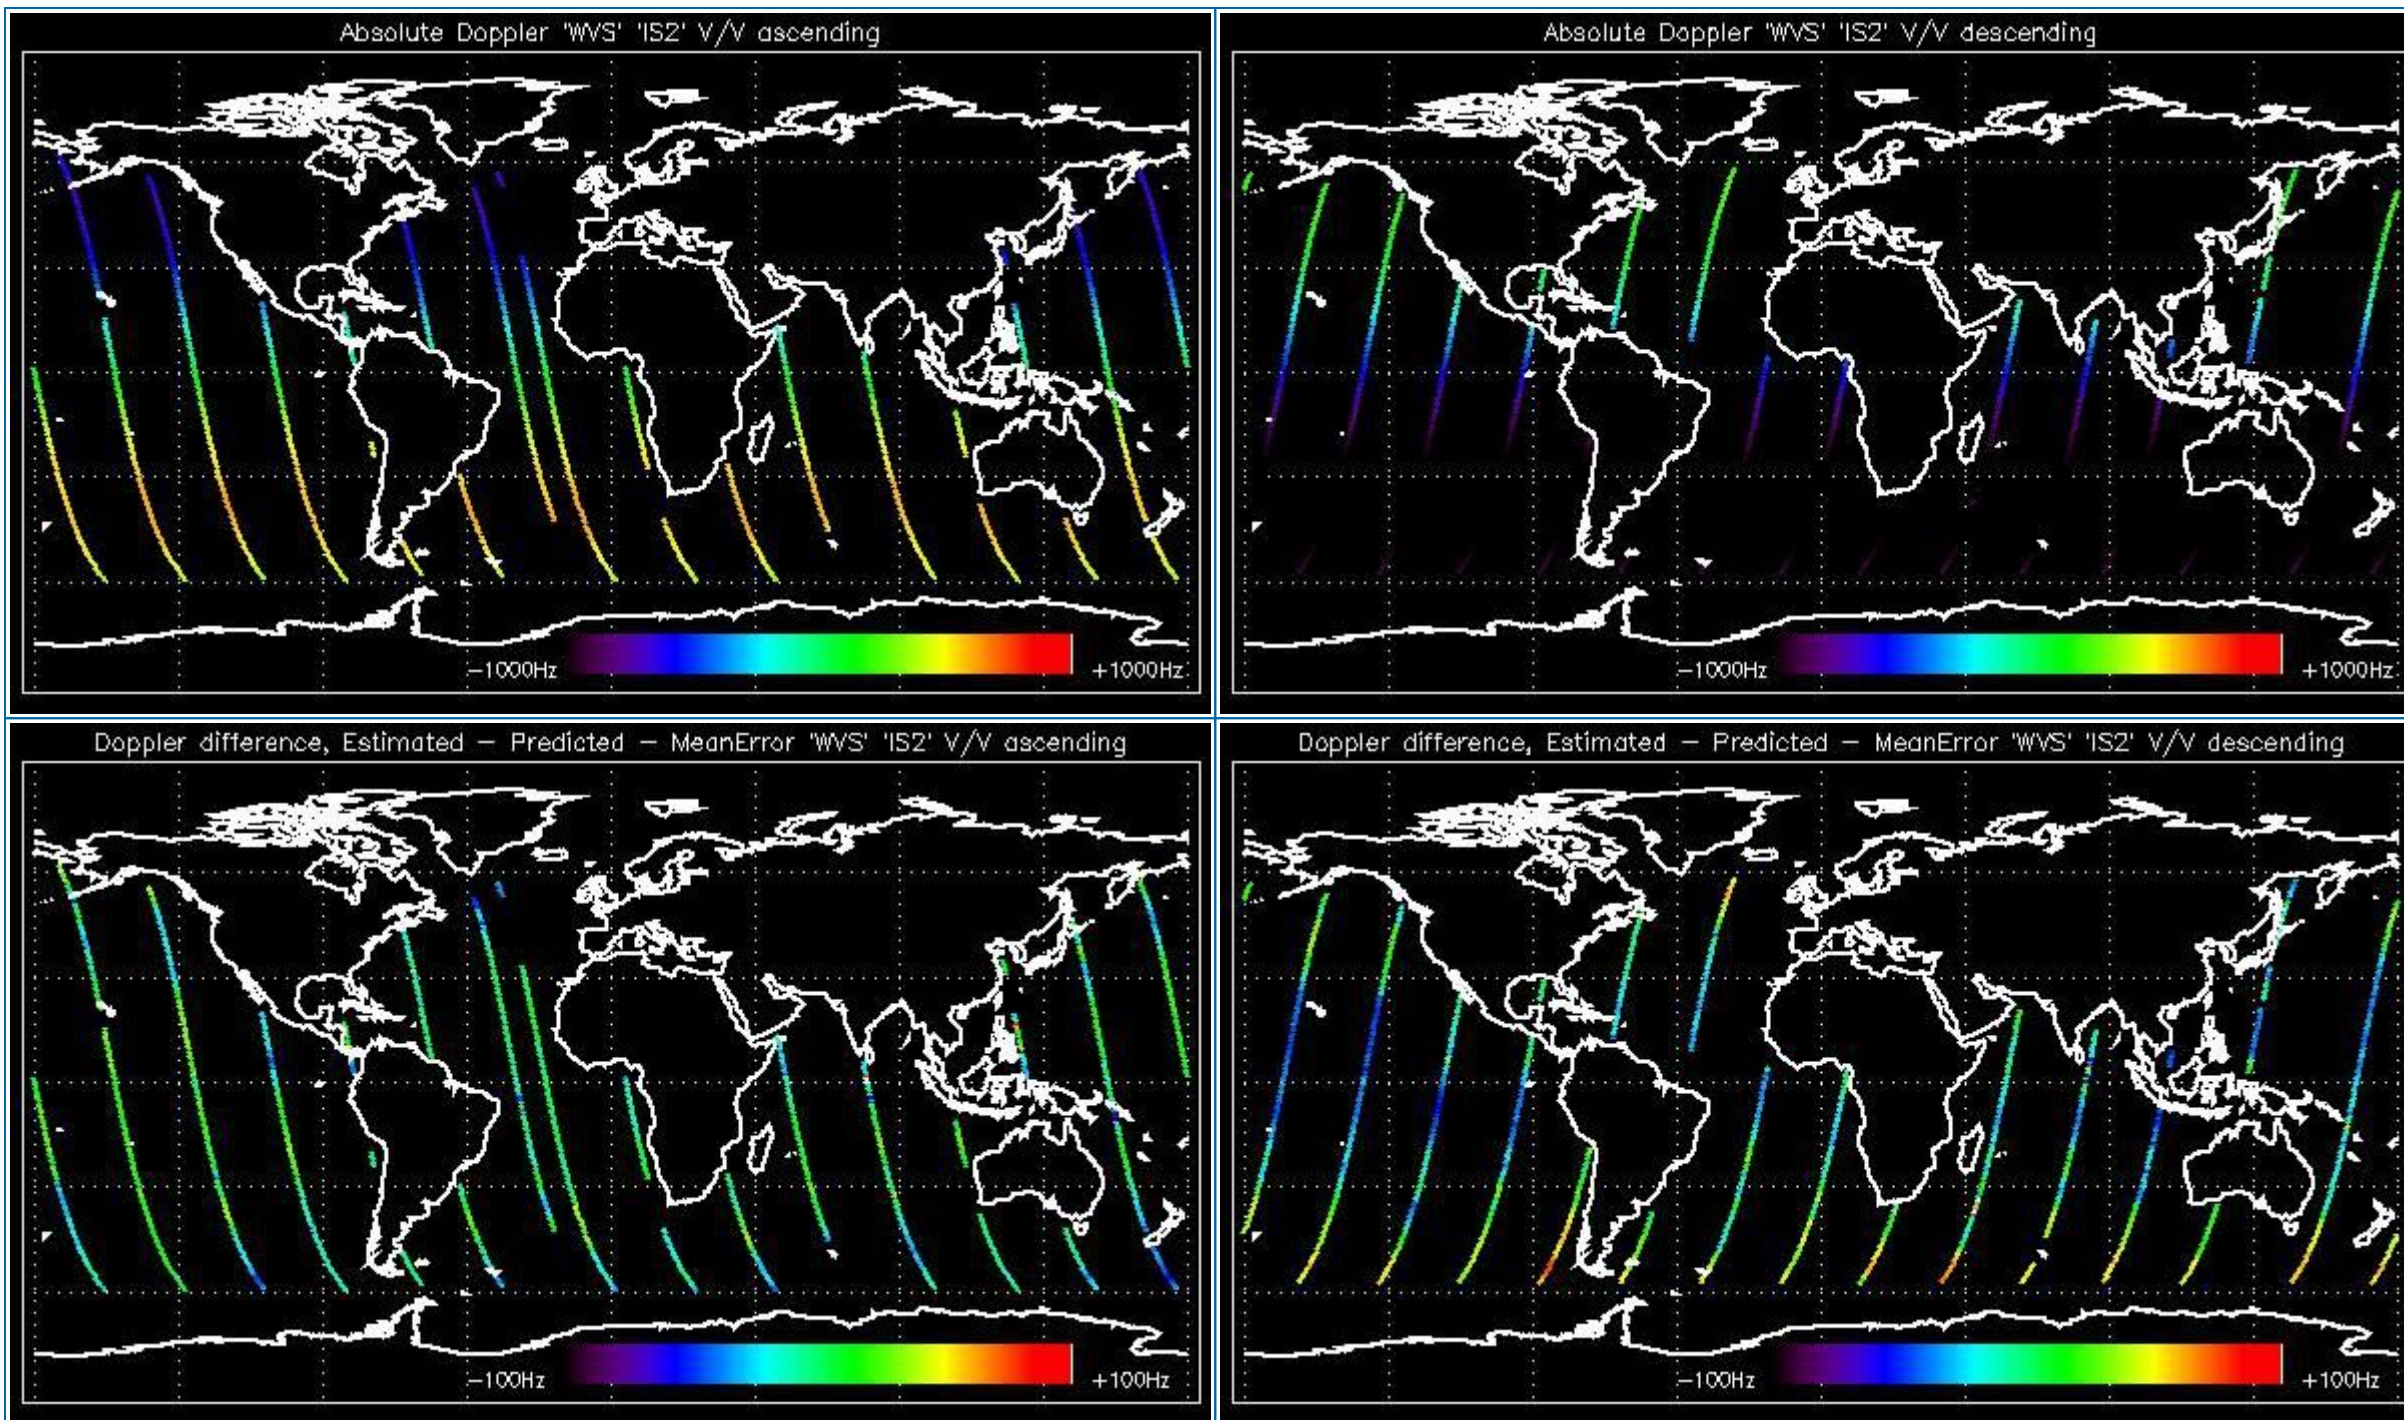 Absolute Doppler 'WVS' 'IS2' V/V ascending
-1000Hz
+1000Hz
Absolute Doppler 'WVS' 'IS2' V/V descending
-1000Hz
+1000Hz
Doppler difference, Estimated - Predicted - MeanError 'WVS' 'IS2' V/V ascending
-100Hz
+100Hz
Doppler difference, Estimated - Predicted - MeanError 'WVS' 'IS2' V/V descending
-100Hz
+100Hz